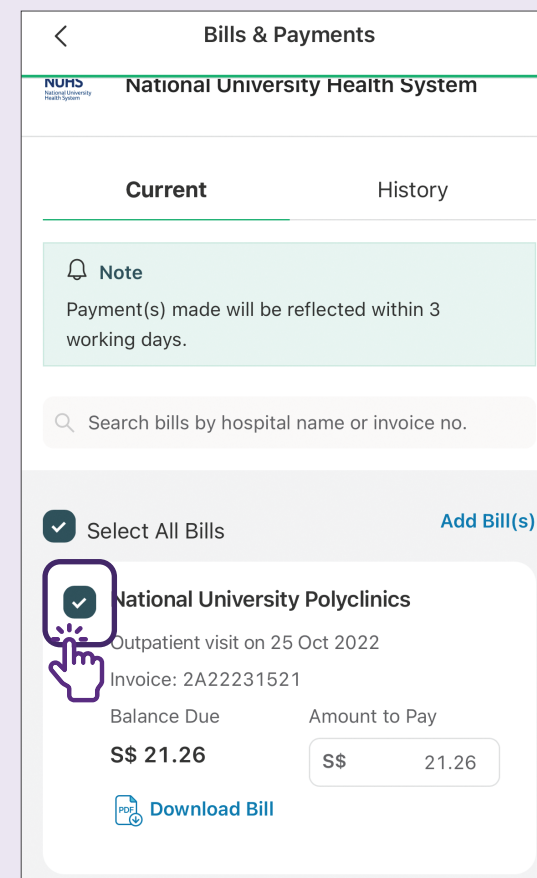 Bills & Payments
NUHS
National University
Health System
National University Health System
Current
History
Note
Payment(s) made will be reflected within 3
working days.
Search bills by hospital name or invoice no.
Select All Bills
Add Bill(s)
National University Polyclinics
Outpatient visit on 25 Oct 2022
Invoice: 2A22231521
Balance Due
Amount to Pay
S$ 21.26
S$ 21.26
PDF
Download Bill